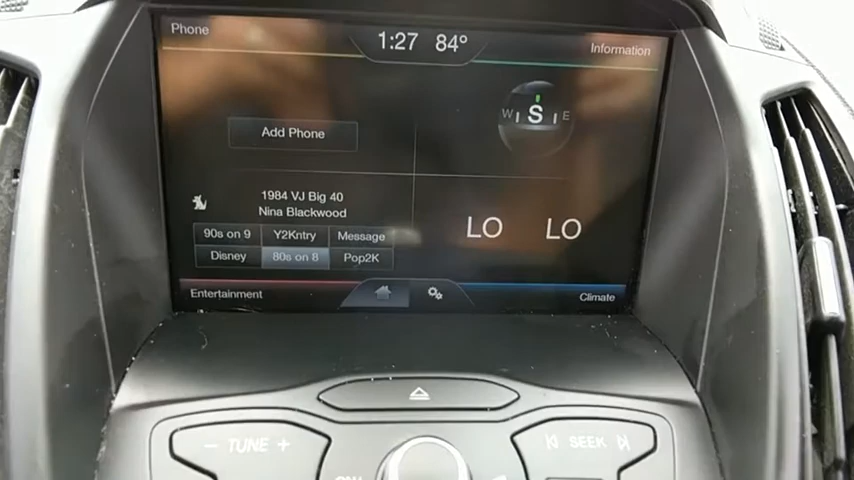 Phone
1:27 84°
Information
W S E
Add Phone
1984 VJ Big 40
Nina Blackwood
90s on 9 Y2Kntry Message
Disney 80s on 8 Pop2K
LO LO
Entertainment
Climate
− TUNE +
SEEK